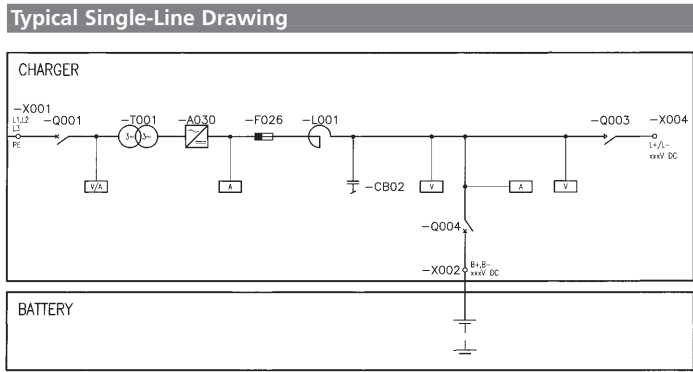 Typical Single-Line Drawing
CHARGER
-X001
L1,L2
L3
PE
-Q001
-T001
3~ 3~
-A030
-F026
-L001
-Q003
-X004
L+/L-
xxxV DC
V/A
A
-CB02
V
A
V
-Q004
-X002
B+,B-
xxxV DC
BATTERY